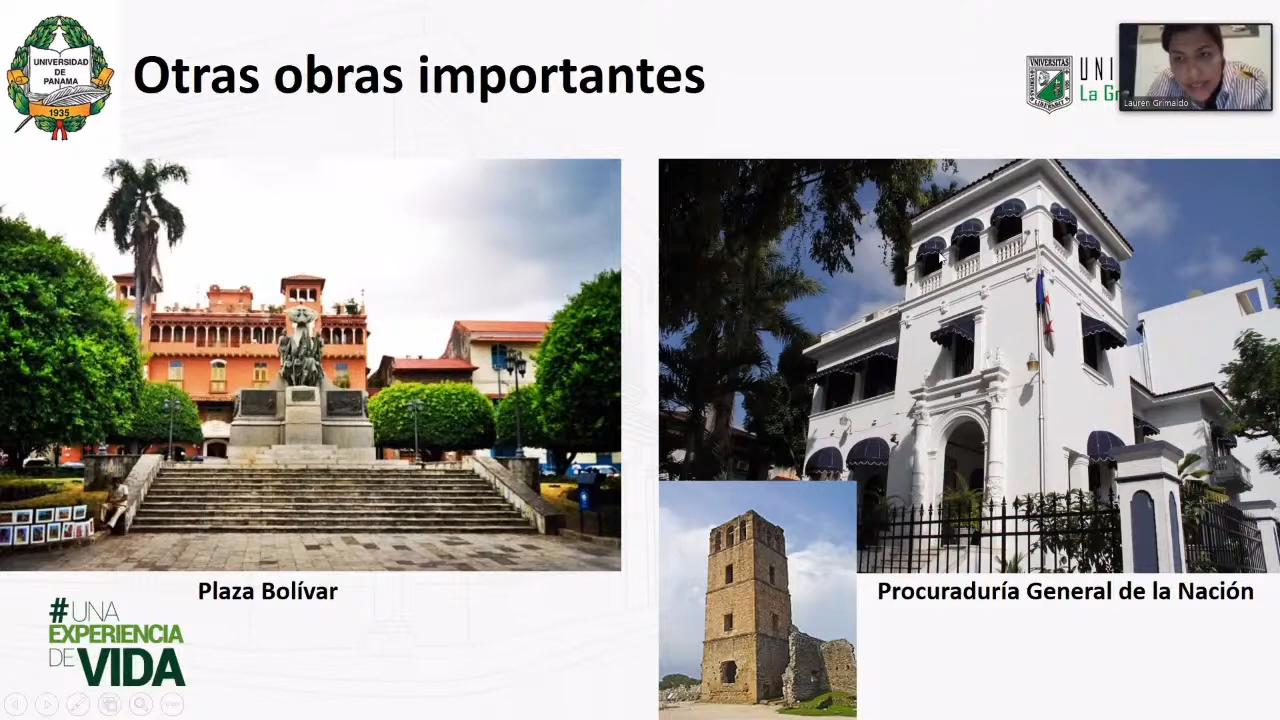 UNIVERSIDAD
DE
PANAMA
1935
Otras obras importantes
UNIVERSITAS
UNI
La Gr
Lauren Grimaldo
Plaza Bolívar
Procuraduría General de la Nación
#UNA
EXPERIENCIA
DE VIDA